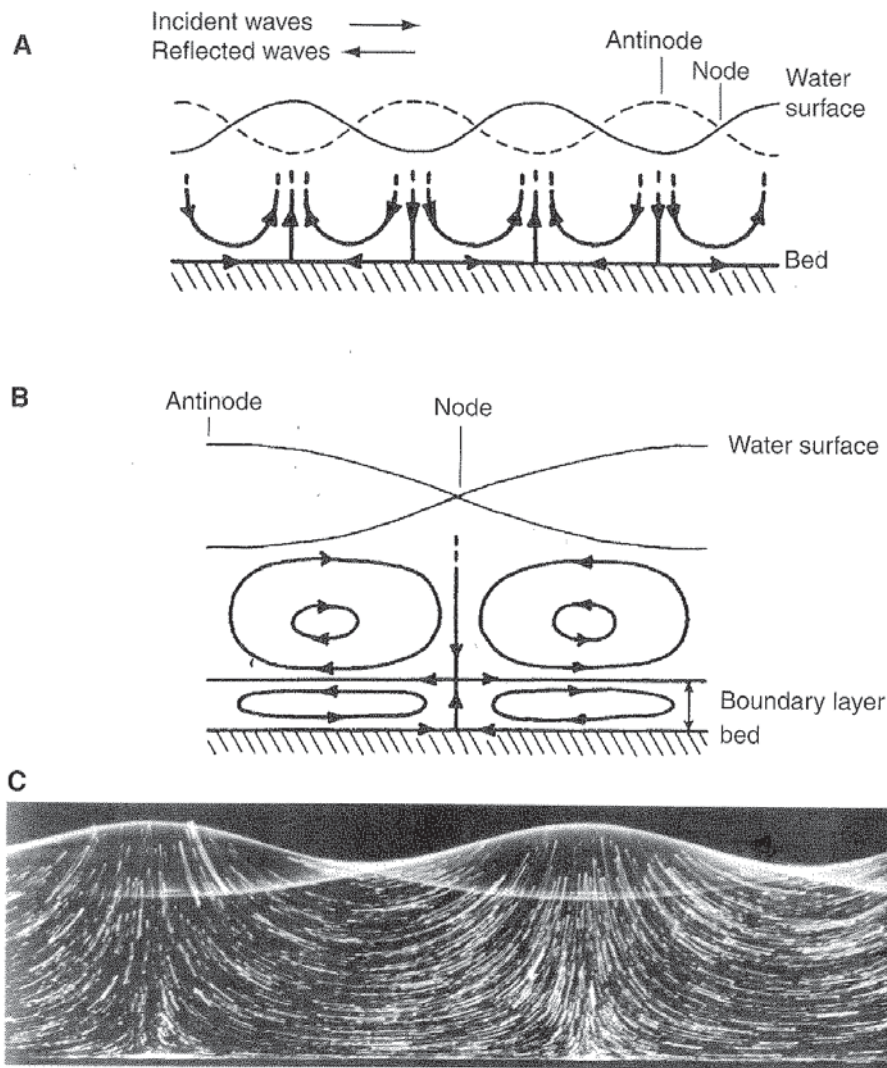 A
Incident waves
Reflected waves
Antinode
Node
Water
surface
Bed
B
Antinode
Node
Water surface
Boundary layer
bed
C